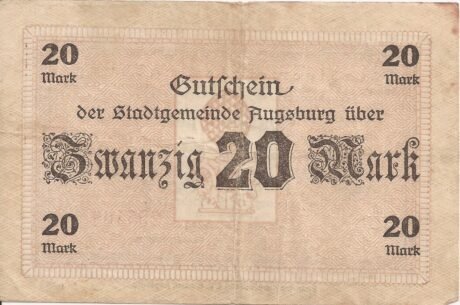 20 20
Mark Mark
Gutschein
der Stadtgemeinde Augsburg über
Zwanzig 20 Mark
20 20
Mark Mark